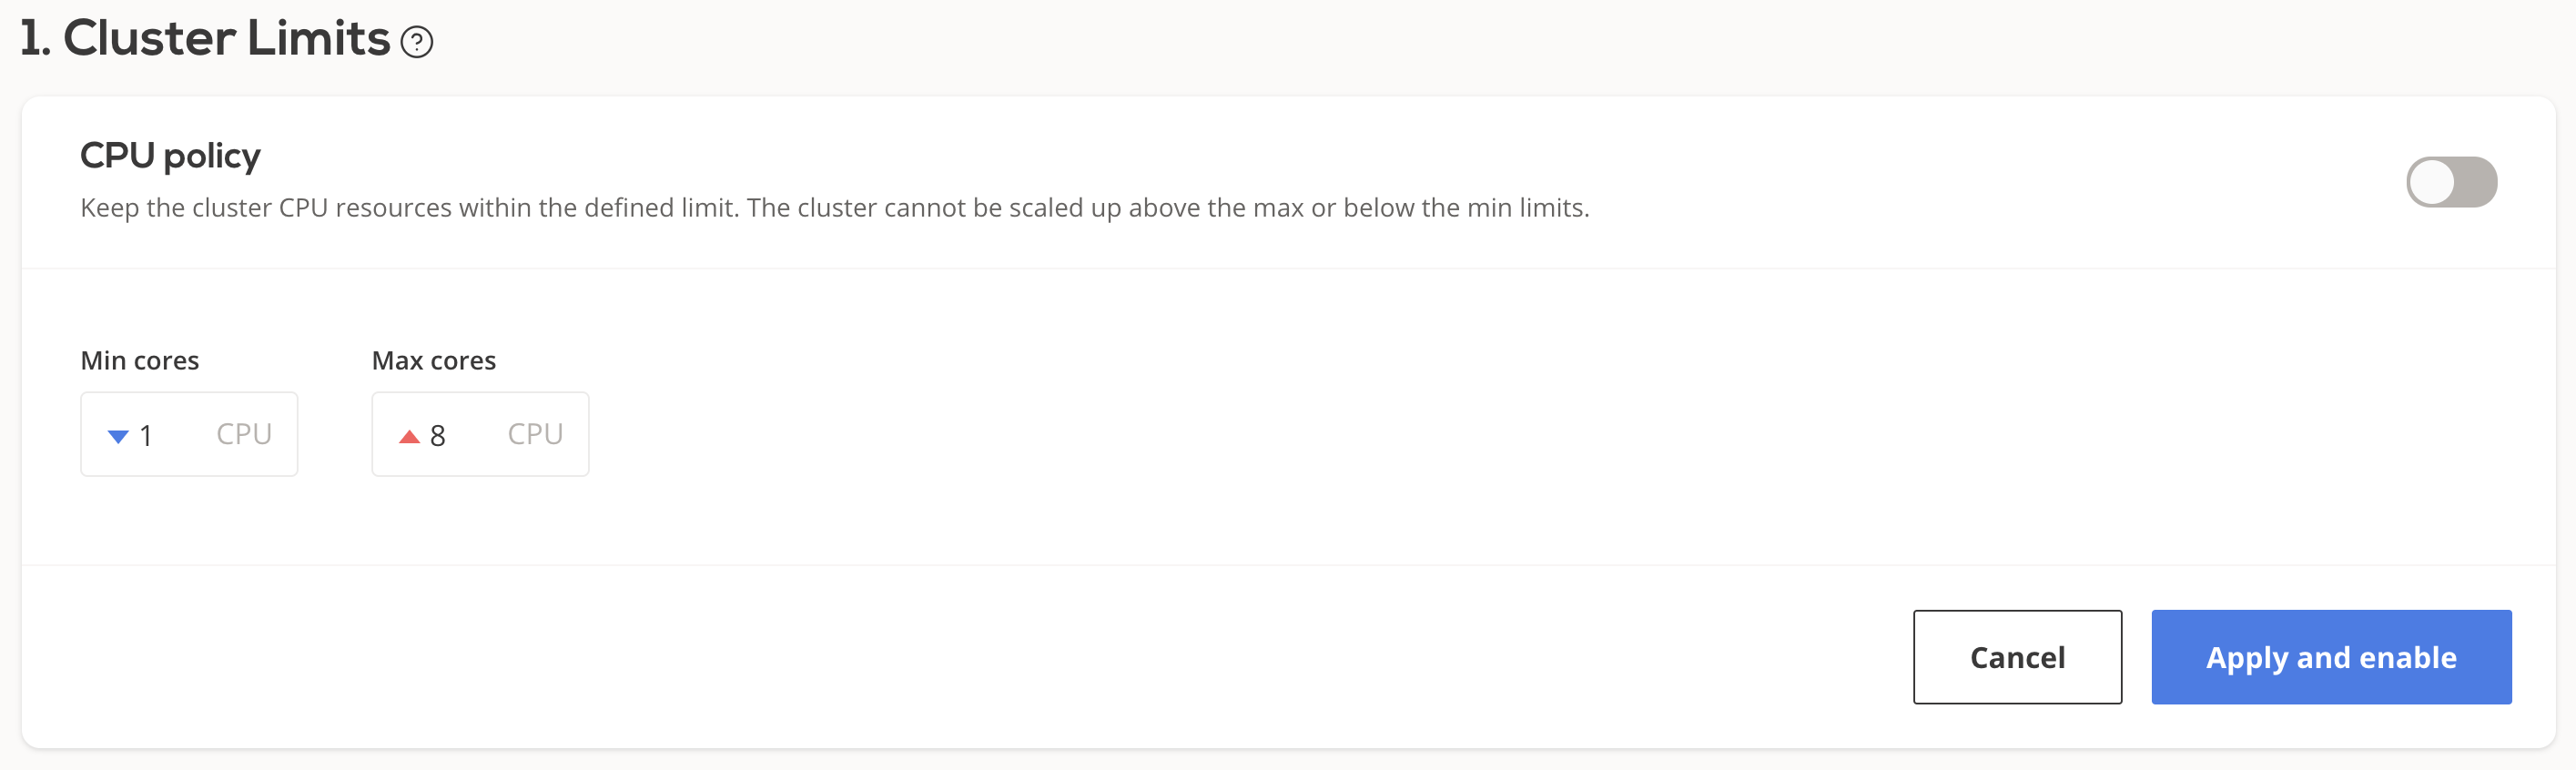 1. Cluster Limits ?
CPU policy
Keep the cluster CPU resources within the defined limit. The cluster cannot be scaled up above the max or below the min limits.
Min cores Max cores
1 CPU 8 CPU
Cancel Apply and enable